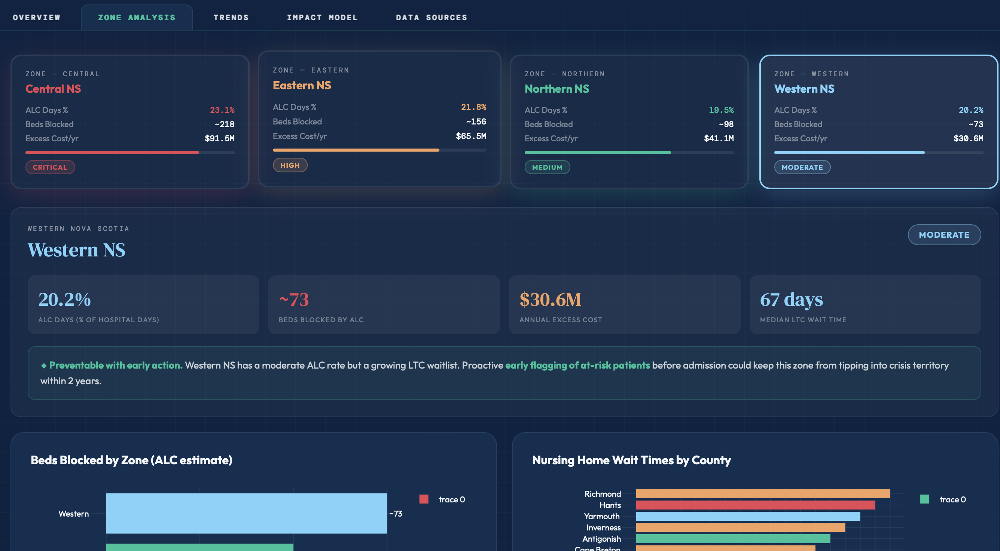 OVERVIEW
ZONE ANALYSIS
TRENDS
IMPACT MODEL
DATA SOURCES
ZONE — CENTRAL
Central NS
ALC Days % 23.1%
Beds Blocked ~218
Excess Cost/yr $91.5M
CRITICAL
ZONE — EASTERN
Eastern NS
ALC Days % 21.8%
Beds Blocked ~156
Excess Cost/yr $65.5M
HIGH
ZONE — NORTHERN
Northern NS
ALC Days % 19.5%
Beds Blocked ~98
Excess Cost/yr $41.1M
MEDIUM
ZONE — WESTERN
Western NS
ALC Days % 20.2%
Beds Blocked ~73
Excess Cost/yr $30.6M
MODERATE
WESTERN NOVA SCOTIA
Western NS
MODERATE
20.2%
ALC DAYS (% OF HOSPITAL DAYS)
~73
BEDS BLOCKED BY ALC
$30.6M
ANNUAL EXCESS COST
67 days
MEDIAN LTC WAIT TIME
◆ Preventable with early action. Western NS has a moderate ALC rate but a growing LTC waitlist. Proactive early flagging of at-risk patients before admission could keep this zone from tipping into crisis territory
within 2 years.
Beds Blocked by Zone (ALC estimate)
Western
~73
trace 0
Nursing Home Wait Times by County
Richmond
Hants
Yarmouth
Inverness
Antigonish
Cape Breton
trace 0